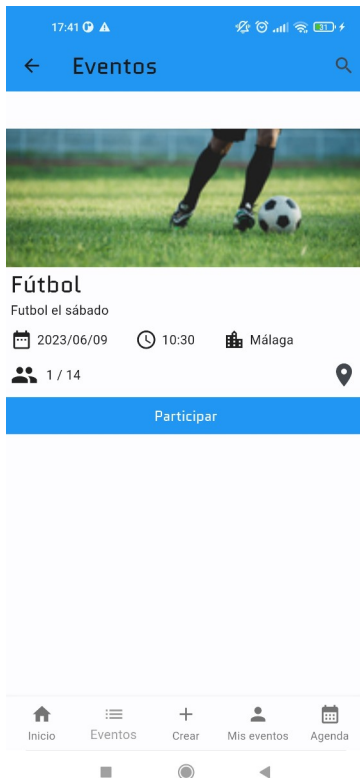 17:41 31
Eventos
Fútbol
Futbol el sábado
2023/06/09 10:30 Málaga
1 / 14
Participar
Inicio Eventos Crear Mis eventos Agenda